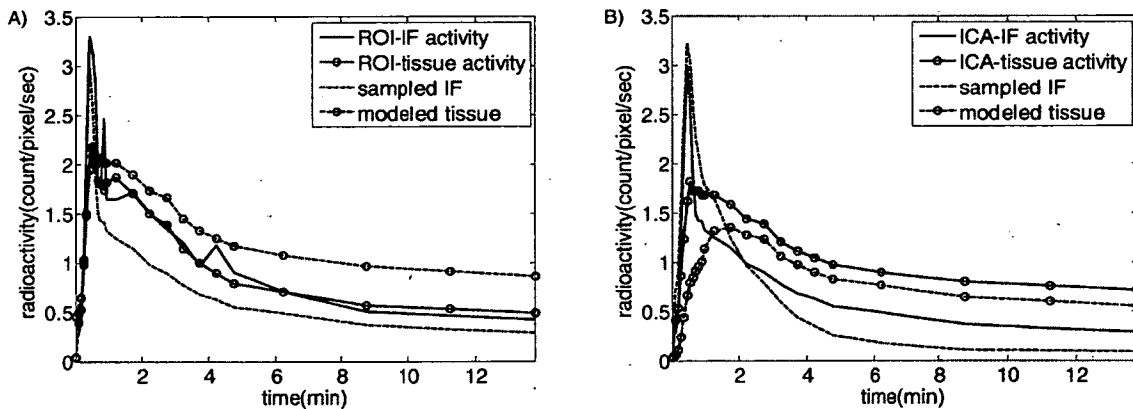 A)
3.5
3
2.5
2
1.5
1
0.5
0
2
4
6
8
10
12
radioactivity(count/pixel/sec)
time(min)
ROI-IF activity
ROI-tissue activity
sampled IF
modeled tissue
B)
3.5
3
2.5
2
1.5
1
0.5
0
2
4
6
8
10
12
radioactivity(count/pixel/sec)
time(min)
ICA-IF activity
ICA-tissue activity
sampled IF
modeled tissue